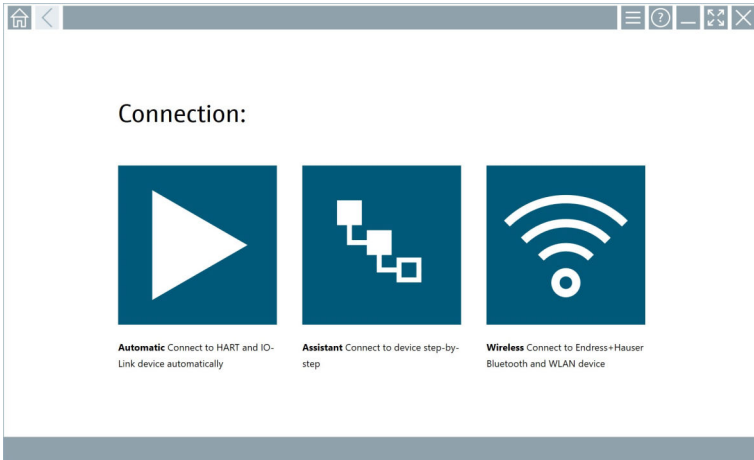 Connection:
Automatic Connect to HART and IO-
Link device automatically
Assistant Connect to device step-by-
step
Wireless Connect to Endress+Hauser
Bluetooth and WLAN device